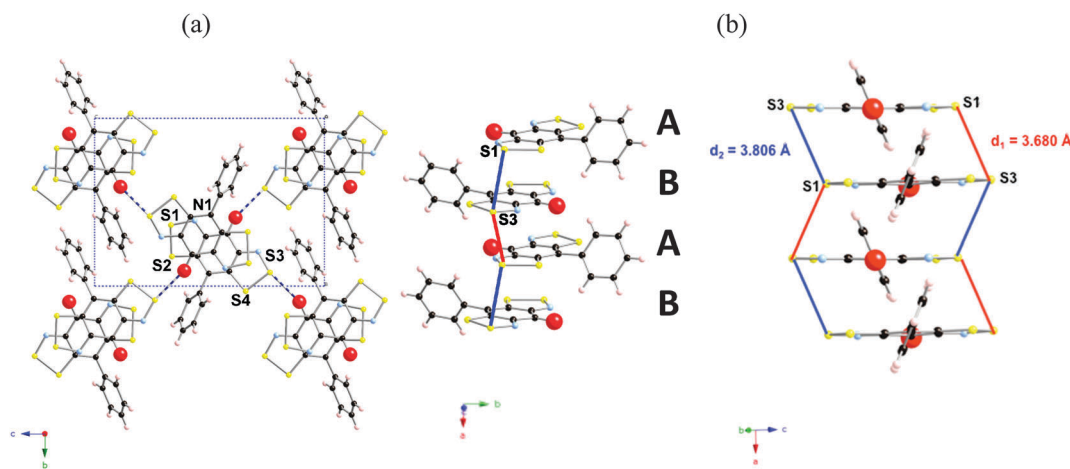 (a)
(b)
S1
N1
S2
S3
S4
c
b
A
B
A
B
S1
S3
b
a
S3
S1
d₂ = 3.806 Å
d₁ = 3.680 Å
S1
S3
b
c
a